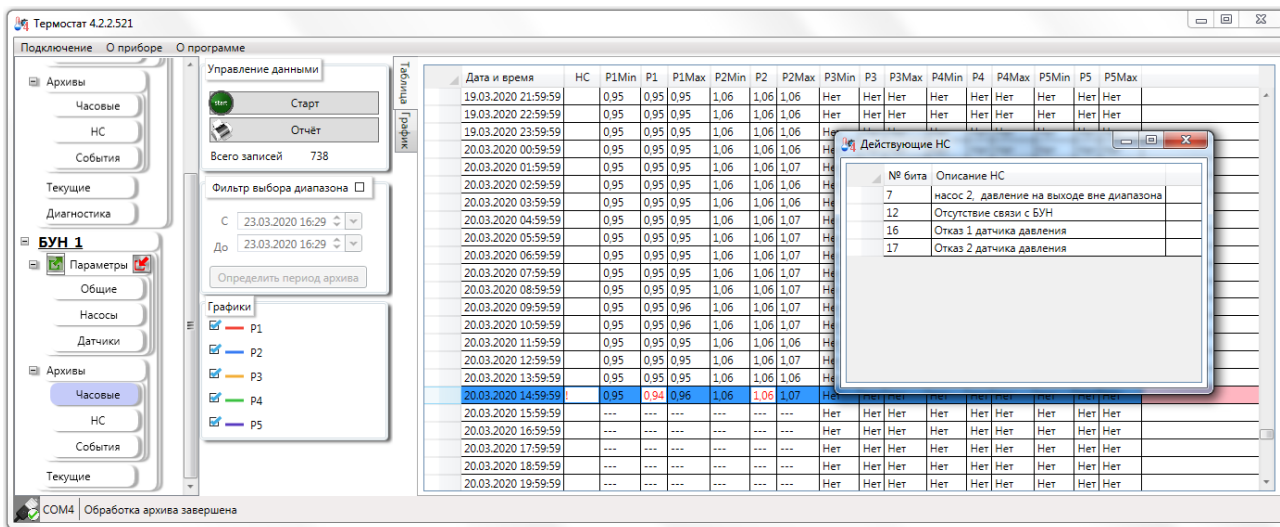 Термостат 4.2.2.521
Подключение О приборе О программе
Архивы
Часовые
НС
События
Текущие
Диагностика
БУН 1
Параметры
Общие
Насосы
Датчики
Архивы
Часовые
НС
События
Текущие
Управление данными
start Старт
Отчёт
Всего записей 738
Фильтр выбора диапазона
С 23.03.2020 16:29
До 23.03.2020 16:29
Определить период архива
Графики
P1
P2
P3
P4
P5
Таблица
График
Дата и время НС P1Min P1 P1Max P2Min P2 P2Max P3Min P3 P3Max P4Min P4 P4Max P5Min P5 P5Max
19.03.2020 21:59:59 0,95 0,95 0,95 1,06 1,06 1,06 Нет Нет Нет Нет Нет Нет Нет Нет Нет
19.03.2020 22:59:59 0,95 0,95 0,95 1,06 1,06 1,06 Нет Нет Нет Нет Нет Нет Нет Нет Нет
19.03.2020 23:59:59 0,95 0,95 0,95 1,06 1,06 1,06
20.03.2020 00:59:59 0,95 0,95 0,95 1,06 1,06 1,06
20.03.2020 01:59:59 0,95 0,95 0,95 1,06 1,06 1,07
20.03.2020 02:59:59 0,95 0,95 0,95 1,06 1,06 1,06
20.03.2020 03:59:59 0,95 0,95 0,95 1,06 1,06 1,06
20.03.2020 04:59:59 0,95 0,95 0,95 1,06 1,06 1,07
20.03.2020 05:59:59 0,95 0,95 0,95 1,06 1,06 1,07
20.03.2020 06:59:59 0,95 0,95 0,95 1,06 1,06 1,07
20.03.2020 07:59:59 0,95 0,95 0,95 1,06 1,06 1,07
20.03.2020 08:59:59 0,95 0,95 0,95 1,06 1,06 1,07
20.03.2020 09:59:59 0,95 0,95 0,96 1,06 1,06 1,07
20.03.2020 10:59:59 0,95 0,95 0,96 1,06 1,06 1,07
20.03.2020 11:59:59 0,95 0,95 0,95 1,06 1,06 1,06
20.03.2020 12:59:59 0,95 0,95 0,95 1,06 1,06 1,07
20.03.2020 13:59:59 0,95 0,95 0,95 1,06 1,06 1,06
20.03.2020 14:59:59 ! 0,95 0,94 0,96 1,06 1,06 1,07 Нет Нет Нет Нет Нет Нет Нет Нет Нет
20.03.2020 15:59:59 --- --- --- --- --- --- Нет Нет Нет Нет Нет Нет Нет Нет Нет
20.03.2020 16:59:59 --- --- --- --- --- --- Нет Нет Нет Нет Нет Нет Нет Нет Нет
20.03.2020 17:59:59 --- --- --- --- --- --- Нет Нет Нет Нет Нет Нет Нет Нет Нет
20.03.2020 18:59:59 --- --- --- --- --- --- Нет Нет Нет Нет Нет Нет Нет Нет Нет
20.03.2020 19:59:59 --- --- --- --- --- --- Нет Нет Нет Нет Нет Нет Нет Нет Нет
Действующие НС
№ бита Описание НС
7 насос 2, давление на выходе вне диапазона
12 Отсутствие связи с БУН
16 Отказ 1 датчика давления
17 Отказ 2 датчика давления
COM4 Обработка архива завершена